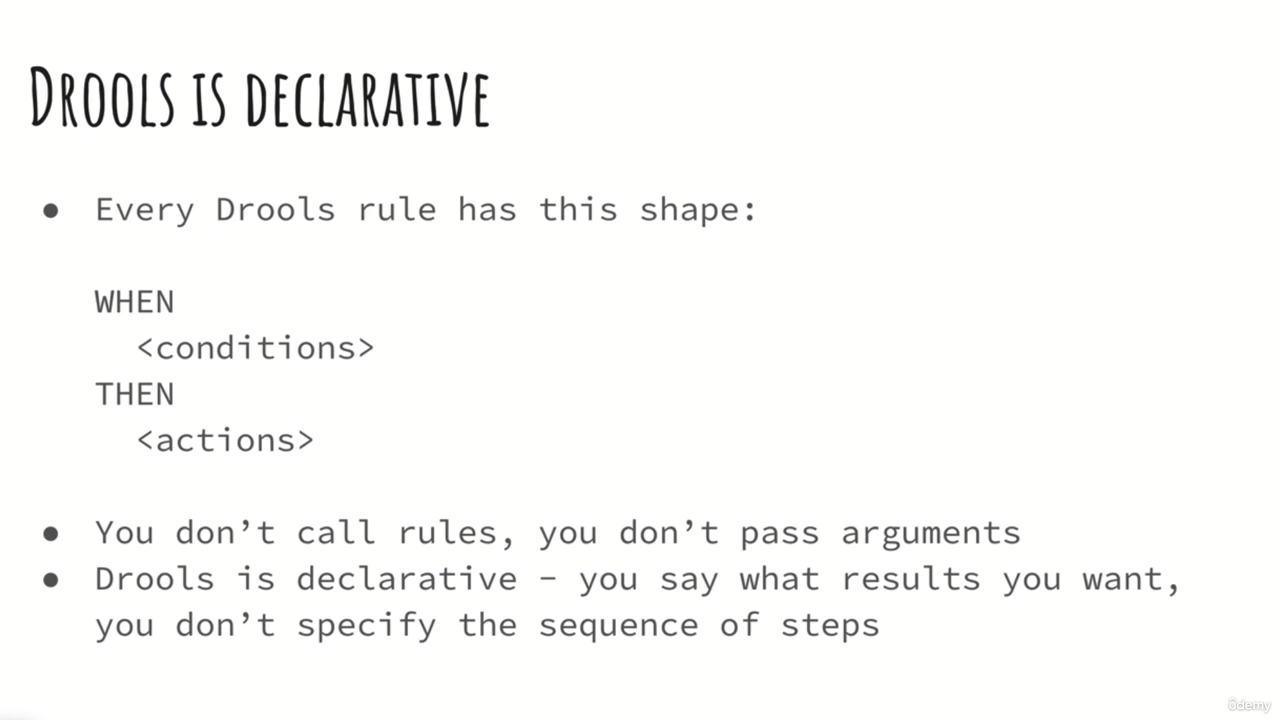 Drools is declarative
● Every Drools rule has this shape:
WHEN
<conditions>
THEN
<actions>
● You don’t call rules, you don’t pass arguments
● Drools is declarative – you say what results you want,
you don’t specify the sequence of steps
ûdemy